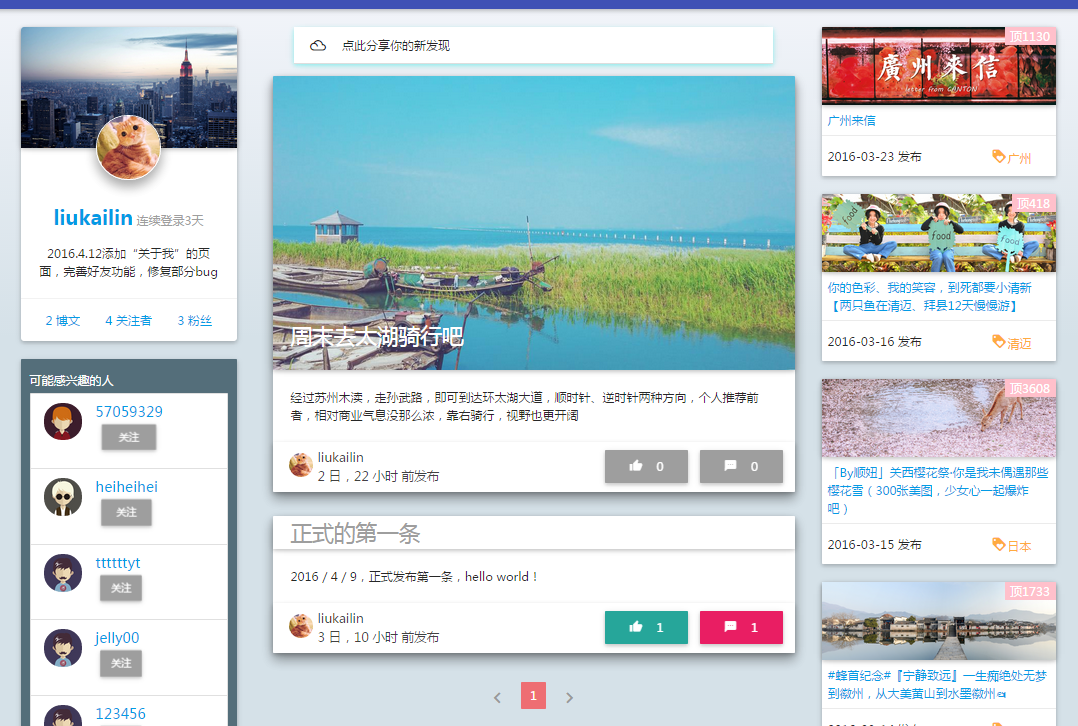 liukailin 连续登录3天
2016.4.12添加“关于我”的页
面，完善好友功能，修复部分bug
2 博文 4 关注者 3 粉丝
可能感兴趣的人
57059329
关注
heiheihei
关注
ttttttyt
关注
jelly00
关注
123456
点此分享你的新发现
周末去太湖骑行吧
经过苏州木渎，走孙武路，即可到达环太湖大道，顺时针、逆时针两种方向，个人推荐前
者，相对商业气息没那么浓，靠右骑行，视野也更开阔
liukailin
2 日，22 小时 前发布
0 0
正式的第一条
2016 / 4 / 9，正式发布第一条，hello world！
liukailin
3 日，10 小时 前发布
1 1
1
顶1130
廣州來信
letter from CANTON
广州来信
2016-03-23 发布 广州
顶418
food
food
food
你的色彩、我的笑容，到死都要小清新
【两只鱼在清迈、拜县12天慢慢游】
2016-03-16 发布 清迈
顶3608
「By顺妞」关西樱花祭·你是我未偶遇那些
樱花雪（300张美图，少女心一起爆炸
吧）
2016-03-15 发布 日本
顶1733
#蜂首纪念#『宁静致远』一生痴绝处无梦
到徽州，从大美黄山到水墨徽州